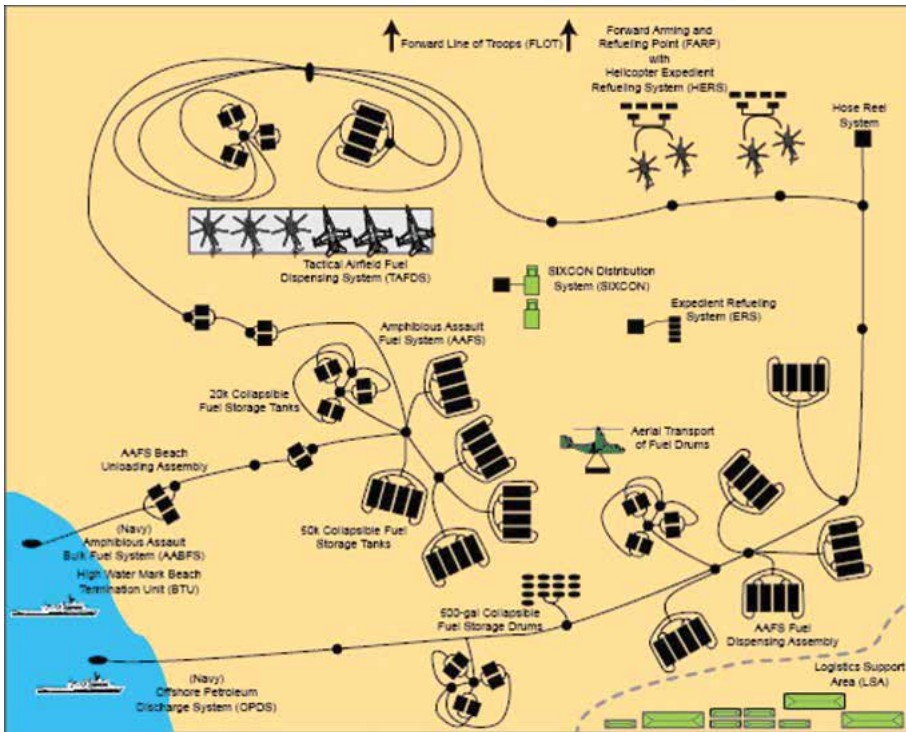 Forward Line of Troops (FLOT)
Forward Arming and
Refueling Point (FARP)
with
Helicopter Expedient
Refueling System (HERS)
Hose Reel
System
Tactical Airfield Fuel
Dispensing System (TAFDS)
SIXCON Distribution
System (SIXCON)
Expedient Refueling
System (ERS)
Amphibious Assault
Fuel System (AAFS)
20k Collapsible
Fuel Storage Tanks
Aerial Transport
of Fuel Drums
AAFS Beach
Unloading Assembly
50k Collapsible Fuel
Storage Tanks
(Navy)
Amphibious Assault
Bulk Fuel System (AABFS)
High Water Mark Beach
Termination Unit (BTU)
500-gal Collapsible
Fuel Storage Drums
AAFS Fuel
Dispensing Assembly
Logistics Support
Area (LSA)
(Navy)
Offshore Petroleum
Discharge System (OPDS)